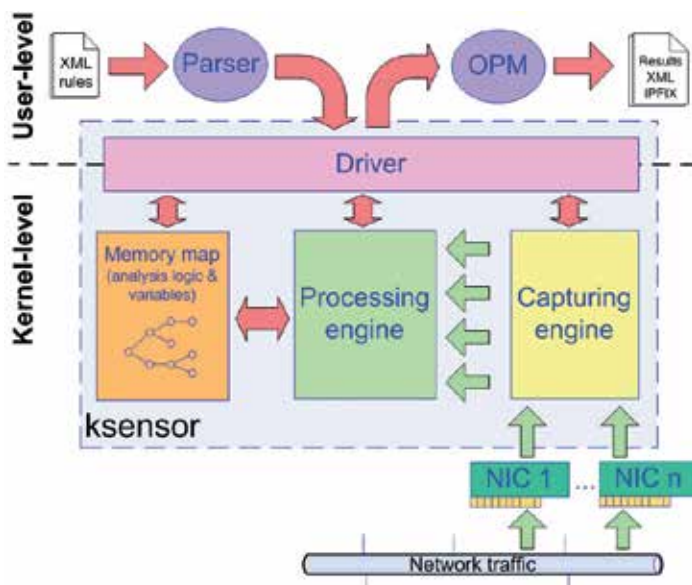 User-level
XML
rules
Parser
OPM
Results
XML
IPFIX
Driver
Kernel-level
Memory map
(analysis logic &
variables)
Processing
engine
Capturing
engine
ksensor
NIC 1
...
NIC n
Network traffic